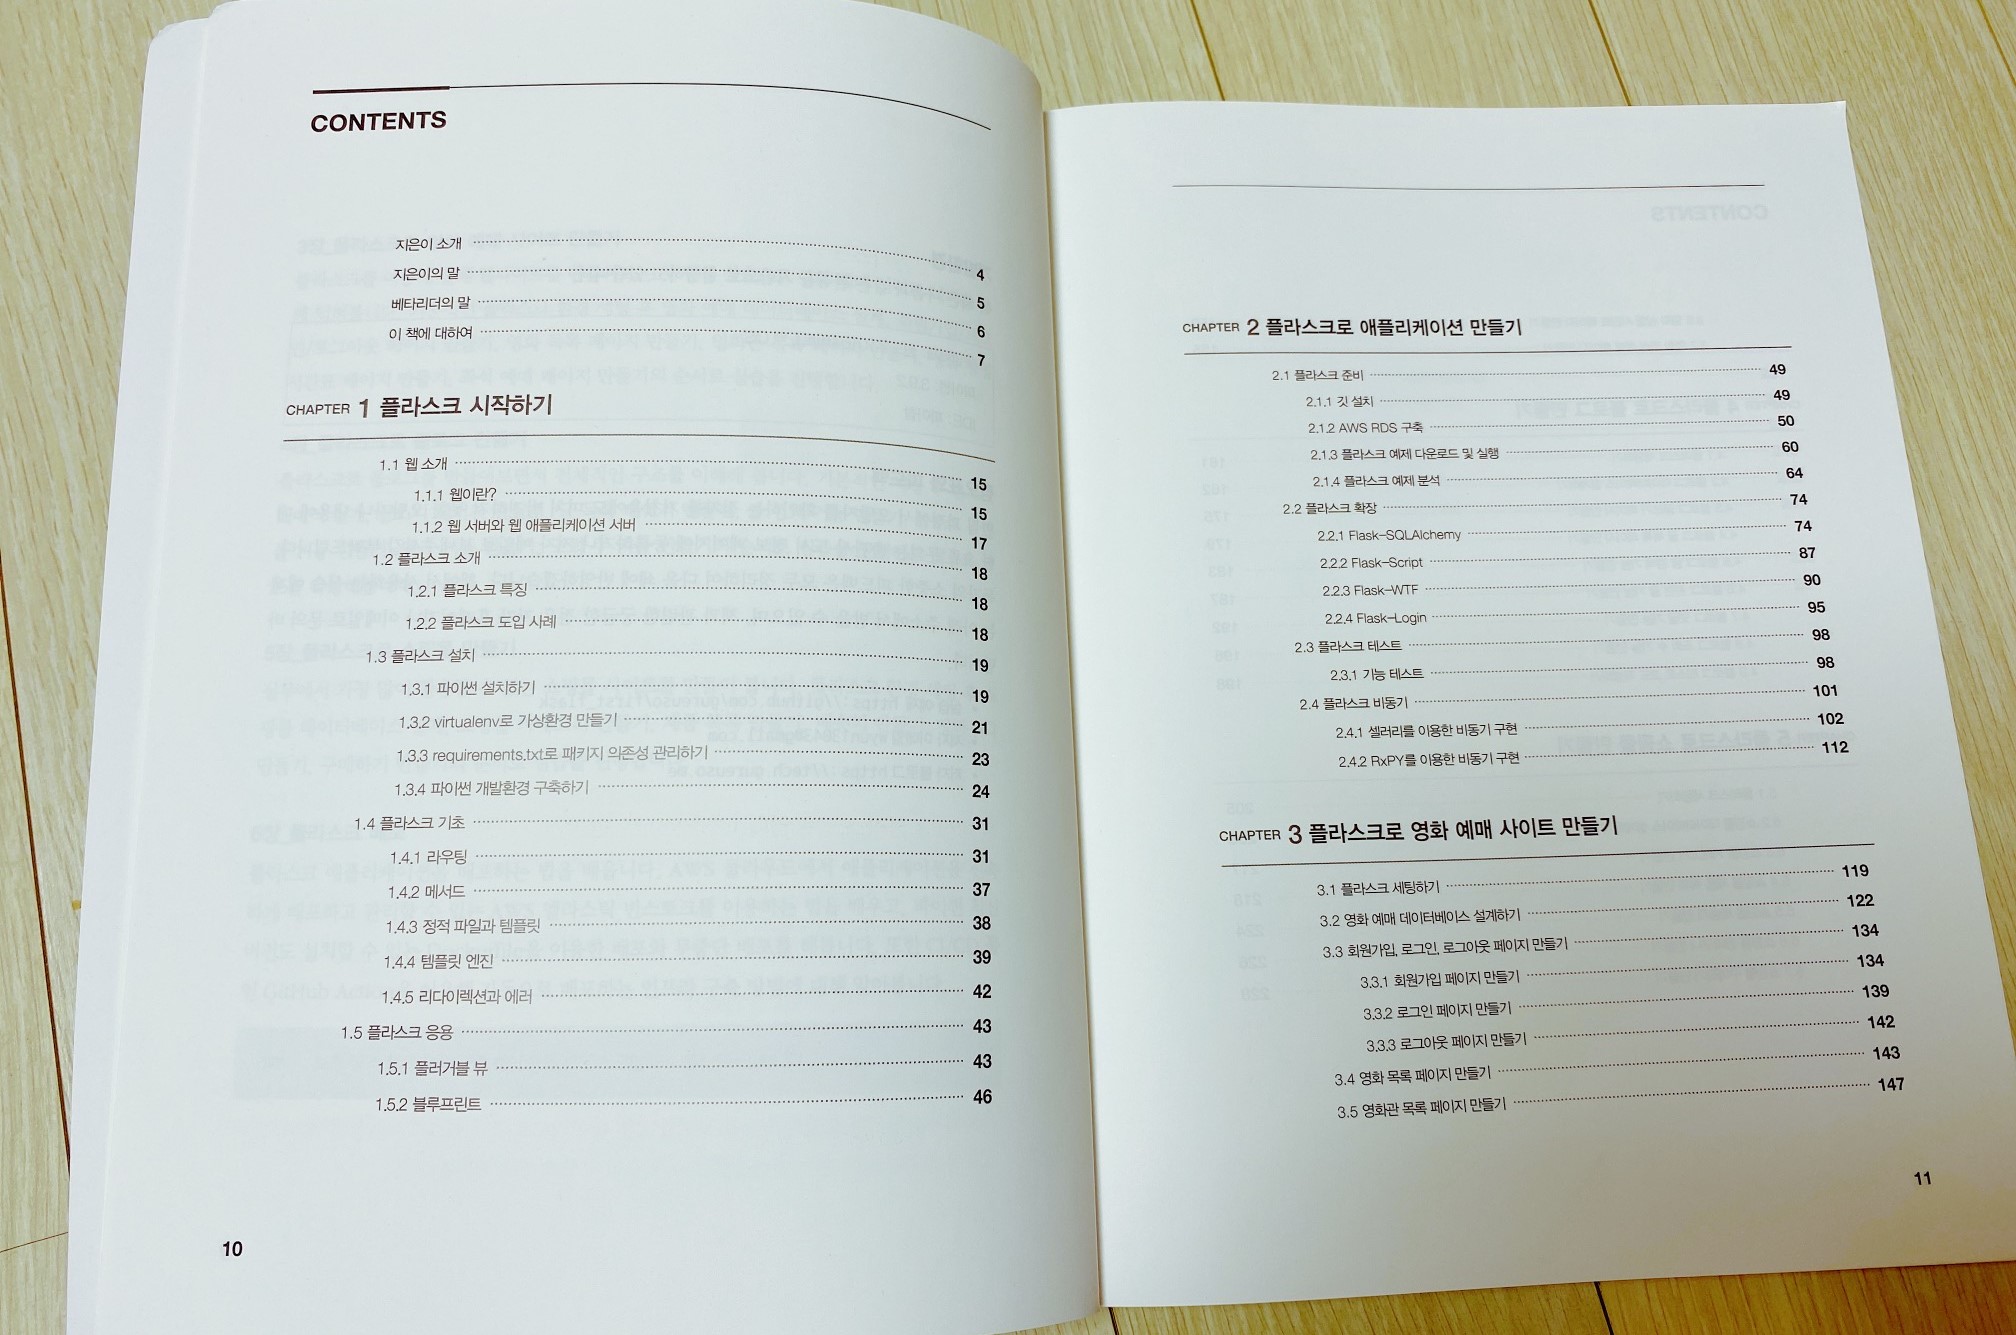 CONTENTS
지은이 소개 4
지은이의 말 5
베타리더의 말 6
이 책에 대하여 7
CHAPTER 1 플라스크 시작하기
1.1 웹 소개 15
1.1.1 웹이란? 15
1.1.2 웹 서버와 웹 애플리케이션 서버 17
1.2 플라스크 소개 18
1.2.1 플라스크 특징 18
1.2.2 플라스크 도입 사례 18
1.3 플라스크 설치 19
1.3.1 파이썬 설치하기 19
1.3.2 virtualenv로 가상환경 만들기 21
1.3.3 requirements.txt로 패키지 의존성 관리하기 23
1.3.4 파이썬 개발환경 구축하기 24
1.4 플라스크 기초 31
1.4.1 라우팅 31
1.4.2 메서드 37
1.4.3 정적 파일과 템플릿 38
1.4.4 템플릿 엔진 39
1.4.5 리다이렉션과 에러 42
1.5 플라스크 응용 43
1.5.1 플러거블 뷰 43
1.5.2 블루프린트 46
10
CHAPTER 2 플라스크로 애플리케이션 만들기
2.1 플라스크 준비 49
2.1.1 깃 설치 49
2.1.2 AWS RDS 구축 50
2.1.3 플라스크 예제 다운로드 및 실행 60
2.1.4 플라스크 예제 분석 64
2.2 플라스크 확장 74
2.2.1 Flask-SQLAlchemy 74
2.2.2 Flask-Script 87
2.2.3 Flask-WTF 90
2.2.4 Flask-Login 95
2.3 플라스크 테스트 98
2.3.1 기능 테스트 98
2.4 플라스크 비동기 101
2.4.1 셀러리를 이용한 비동기 구현 102
2.4.2 RxPY를 이용한 비동기 구현 112
CHAPTER 3 플라스크로 영화 예매 사이트 만들기
3.1 플라스크 세팅하기 119
3.2 영화 예매 데이터베이스 설계하기 122
3.3 회원가입, 로그인, 로그아웃 페이지 만들기 134
3.3.1 회원가입 페이지 만들기 134
3.3.2 로그인 페이지 만들기 139
3.3.3 로그아웃 페이지 만들기 142
3.4 영화 목록 페이지 만들기 143
3.5 영화관 목록 페이지 만들기 147
11